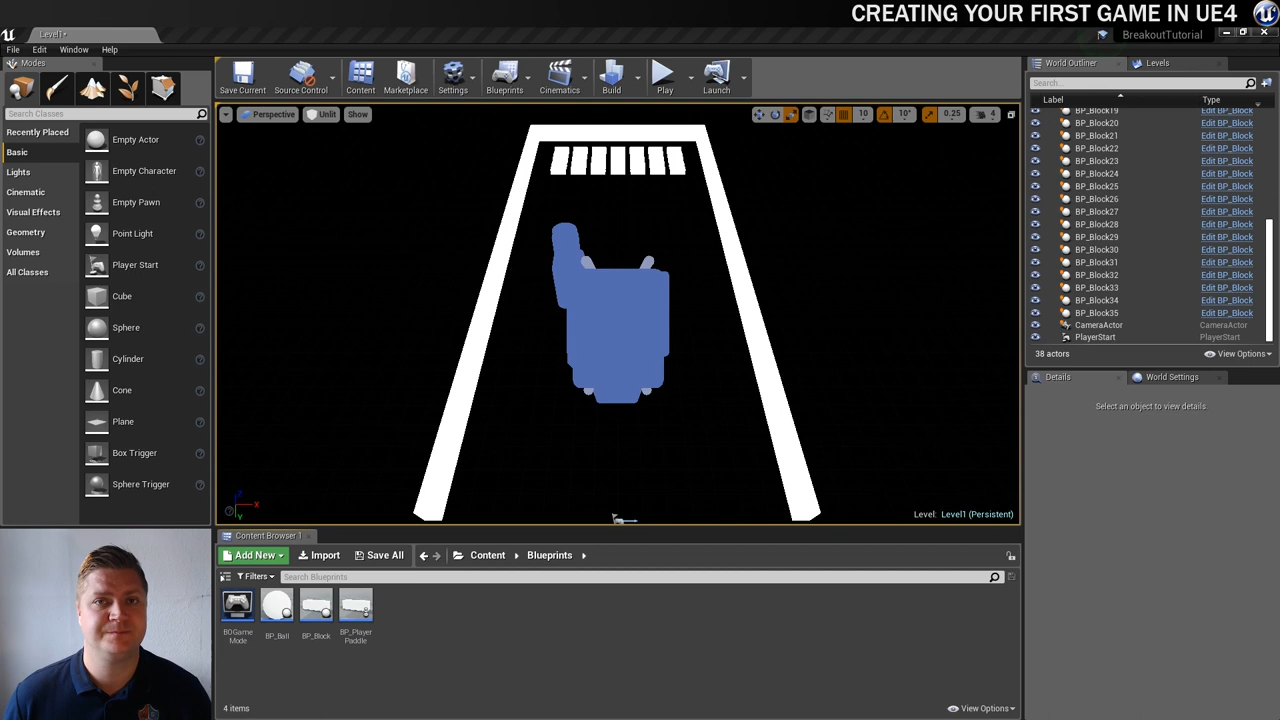 CREATING YOUR FIRST GAME IN UE4
Level1*
BreakoutTutorial
File Edit Window Help
Modes
Search Classes
Recently Placed
Basic
Lights
Cinematic
Visual Effects
Geometry
Volumes
All Classes
Empty Actor
Empty Character
Empty Pawn
Point Light
Player Start
Cube
Sphere
Cylinder
Cone
Plane
Box Trigger
Sphere Trigger
Save Current
Source Control
Content
Marketplace
Settings
Blueprints
Cinematics
Build
Play
Launch
Perspective Unlit Show
10 10° 0.25 4
Z X Y
Level: Level1 (Persistent)
World Outliner Levels
Search...
Label Type
BP_Block19 Edit BP_Block
BP_Block20 Edit BP_Block
BP_Block21 Edit BP_Block
BP_Block22 Edit BP_Block
BP_Block23 Edit BP_Block
BP_Block24 Edit BP_Block
BP_Block25 Edit BP_Block
BP_Block26 Edit BP_Block
BP_Block27 Edit BP_Block
BP_Block28 Edit BP_Block
BP_Block29 Edit BP_Block
BP_Block30 Edit BP_Block
BP_Block31 Edit BP_Block
BP_Block32 Edit BP_Block
BP_Block33 Edit BP_Block
BP_Block34 Edit BP_Block
BP_Block35 Edit BP_Block
CameraActor CameraActor
PlayerStart PlayerStart
38 actors View Options
Details World Settings
Select an object to view details.
Content Browser 1
Add New Import Save All Content Blueprints
Filters Search Blueprints
BOGame
Mode
BP_Ball
BP_Block
BP_Player
Paddle
4 items View Options